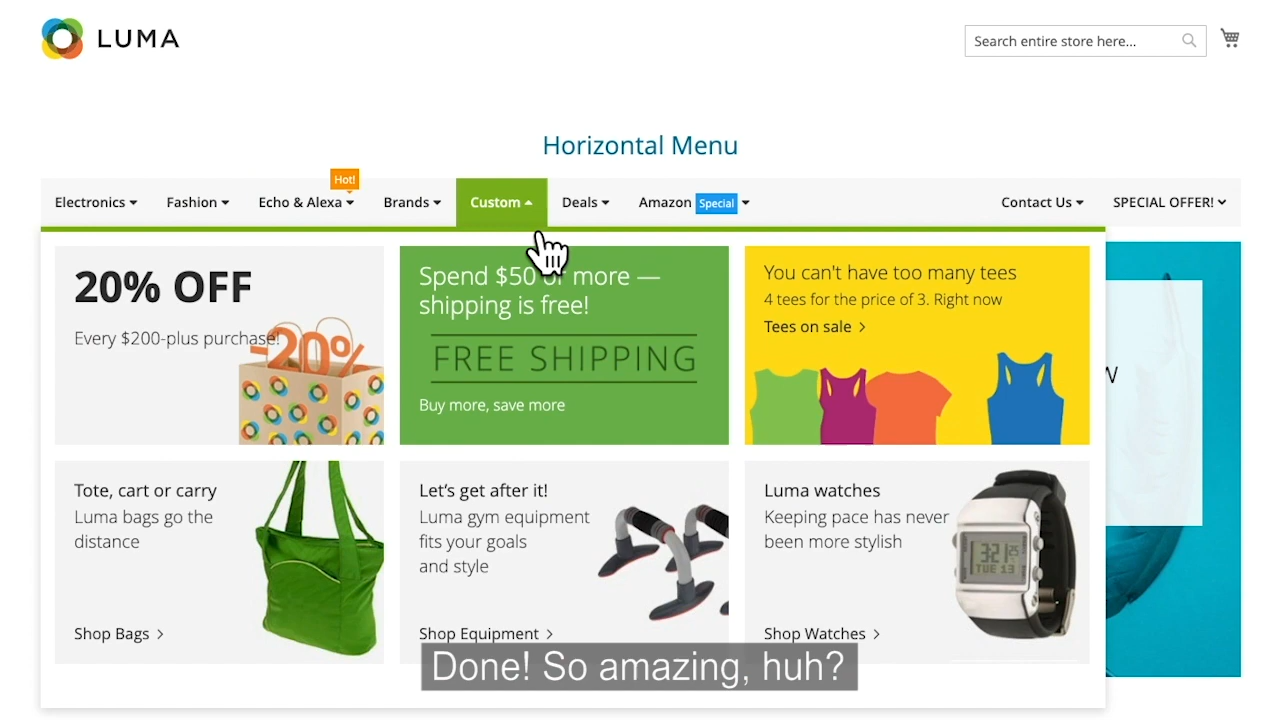 LUMA
Search entire store here...
Horizontal Menu
Hot!
Electronics Fashion Echo & Alexa Brands Custom Deals Amazon Special Contact Us SPECIAL OFFER!
20% OFF
Every $200-plus purchase!
-20%
Spend $50 or more —
shipping is free!
FREE SHIPPING
Buy more, save more
You can't have too many tees
4 tees for the price of 3. Right now
Tees on sale >
W
Tote, cart or carry
Luma bags go the
distance
Shop Bags >
Let's get after it!
Luma gym equipment
fits your goals
and style
Shop Equipment >
Luma watches
Keeping pace has never
been more stylish
3:21 25
TUE 13
Shop Watches >
Done! So amazing, huh?